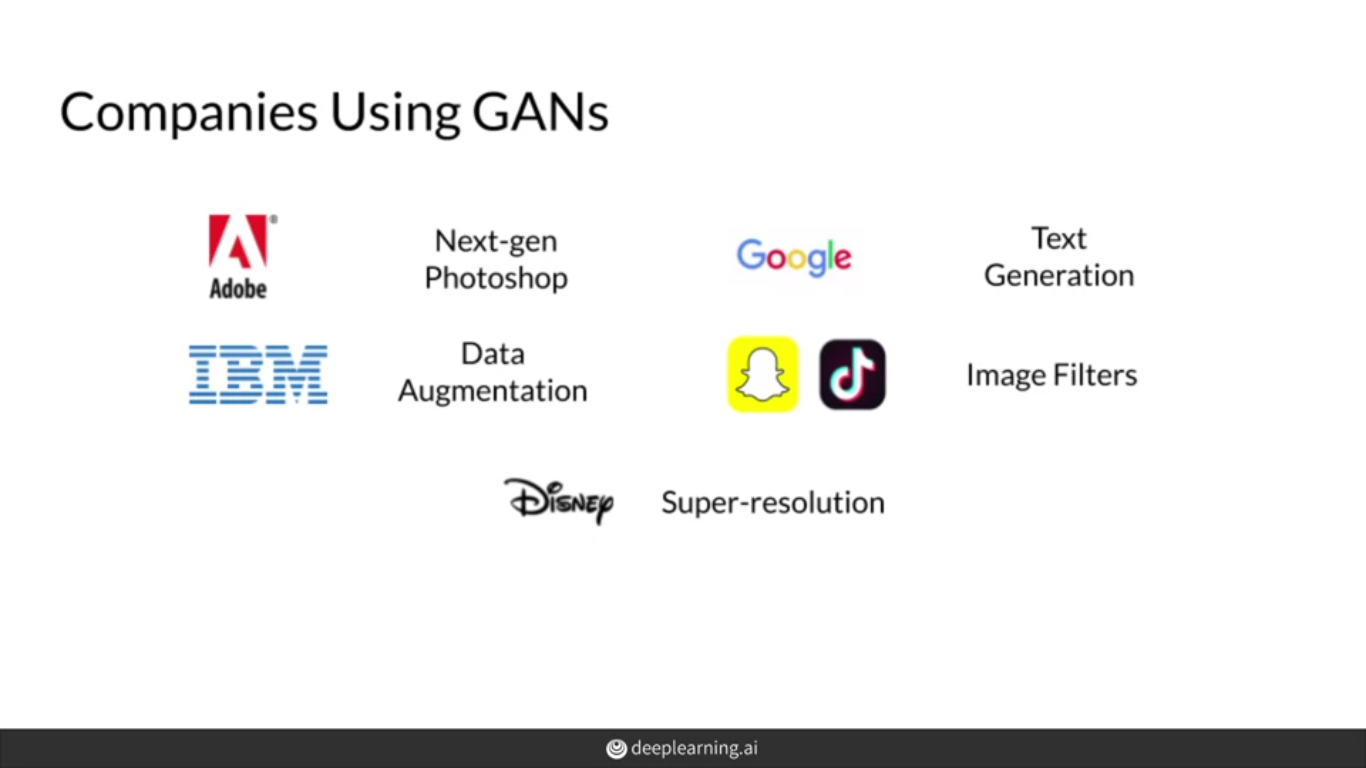 Companies Using GANs
Adobe®
Next-gen
Photoshop
Google
Text
Generation
IBM
Data
Augmentation
Image Filters
Disney
Super-resolution
deeplearning.ai